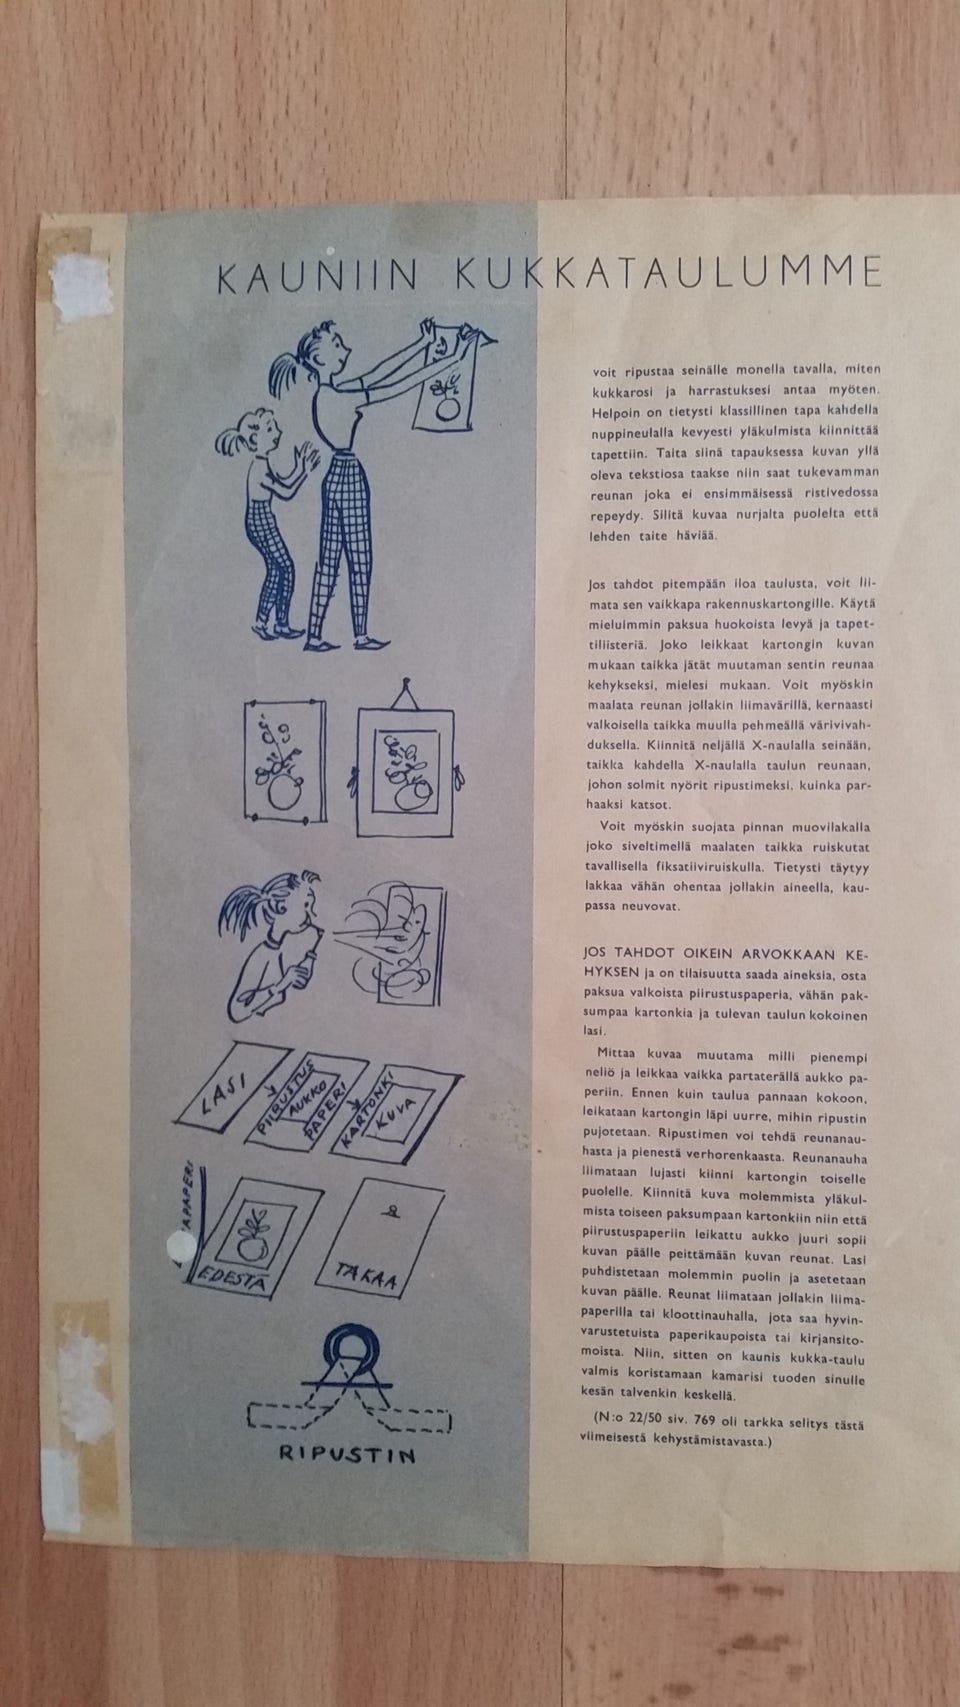 KAUNIIN KUKKATAULUMME
voit ripustaa seinälle monella tavalla, miten
kukkarosi ja harrastuksesi antaa myöten.
Helpoin on tietysti klassillinen tapa kahdella
nuppineulalla kevyesti yläkulmista kiinnittää
tapettiin. Taita siinä tapauksessa kuvan yllä
oleva tekstiosa taakse niin saat tukevamman
reunan joka ei ensimmäisessä ristivedossa
repeydy. Silitä kuvaa nurjalta puolelta että
lehden taite häviää.
Jos tahdot pitempään iloa taulusta, voit lii-
mata sen vaikkapa rakennuskartongille. Käytä
mieluimmin paksua huokoista levyä ja tapet-
tiliisteriä. Joko leikkaat kartongin kuvan
mukaan taikka jätät muutaman sentin reunaa
kehykseksi, mielesi mukaan. Voit myöskin
maalata reunan jollakin liimavärillä, kernaasti
valkoisella taikka muulla pehmeällä värivivah-
duksella. Kiinnitä neljällä X-naulalla seinään,
taikka kahdella X-naulalla taulun reunaan,
johon solmit nyörit ripustimeksi, kuinka par-
haaksi katsot.
Voit myöskin suojata pinnan muovilakalla
joko siveltimellä maalaten taikka ruiskutat
tavallisella fiksatiiviruiskulla. Tietysti täytyy
lakkaa vähän ohentaa jollakin aineella, kau-
passa neuvovat.
JOS TAHDOT OIKEIN ARVOKKAAN KE-
HYKSEN ja on tilaisuutta saada aineksia, osta
paksua valkoista piirustuspaperia, vähän pak-
sumpaa kartonkia ja tulevan taulun kokoinen
lasi.
Mittaa kuvaa muutama milli pienempi
neliö ja leikkaa vaikka partaterällä aukko pa-
periin. Ennen kuin taulua pannaan kokoon,
leikataan kartongin läpi uurre, mihin ripustin
pujotetaan. Ripustimen voi tehdä reunanau-
hasta ja pienestä verhorenkaasta. Reunanauha
liimataan lujasti kiinni kartongin toiselle
puolelle. Kiinnitä kuva molemmista yläkul-
mista toiseen paksumpaan kartonkiin niin että
piirustuspaperiin leikattu aukko juuri sopii
kuvan päälle peittämään kuvan reunat. Lasi
puhdistetaan molemmin puolin ja asetetaan
kuvan päälle. Reunat liimataan jollakin liima-
paperilla tai kloottinauhalla, jota saa hyvin-
varustetuista paperikaupoista tai kirjansito-
moista. Niin, sitten on kaunis kukka-taulu
valmis koristamaan kamarisi tuoden sinulle
kesän talvenkin keskellä.
(N:o 22/50 siv. 769 oli tarkka selitys tästä
viimeisestä kehystämistavasta.)
LASI
PIIRUSTUS
AUKKO
PAPERI
KARTONKI
KUVA
APAPERI
EDESTÄ
TAKAA
RIPUSTIN